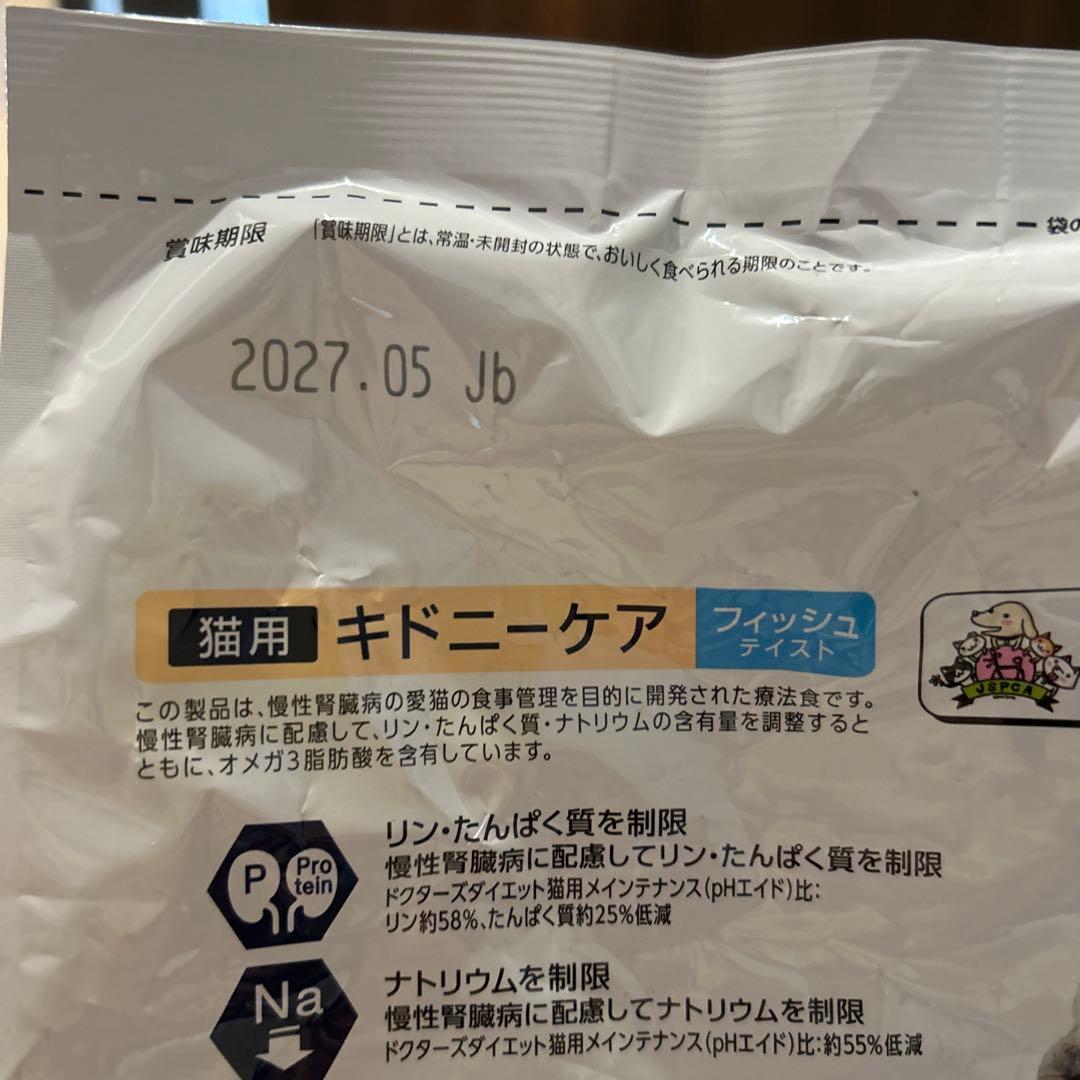 袋の
賞味期限
「賞味期限」とは、常温・未開封の状態で、おいしく食べられる期限のことです。
2027.05 Jb
猫用 キドニーケア フィッシュ
テイスト
JSPCA
この製品は、慢性腎臓病の愛猫の食事管理を目的に開発された療法食です。
慢性腎臓病に配慮して、リン・たんぱく質・ナトリウムの含有量を調整すると
ともに、オメガ3脂肪酸を含有しています。
P Pro
tein
リン・たんぱく質を制限
慢性腎臓病に配慮してリン・たんぱく質を制限
ドクターズダイエット猫用メインテナンス(pHエイド)比:
リン約58%、たんぱく質約25%低減
Na
ナトリウムを制限
慢性腎臓病に配慮してナトリウムを制限
ドクターズダイエット猫用メインテナンス(pHエイド)比:約55%低減